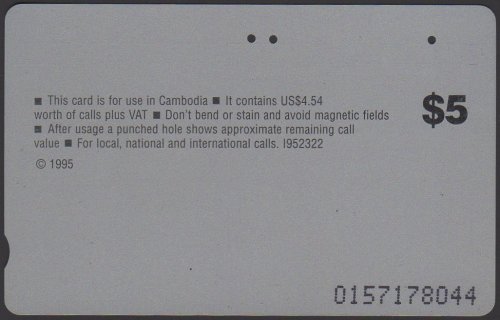 ■ This card is for use in Cambodia ■ It contains US$4.54
worth of calls plus VAT ■ Don't bend or stain and avoid magnetic fields
■ After usage a punched hole shows approximate remaining call
value ■ For local, national and international calls. I952322
© 1995
$5
0157178044